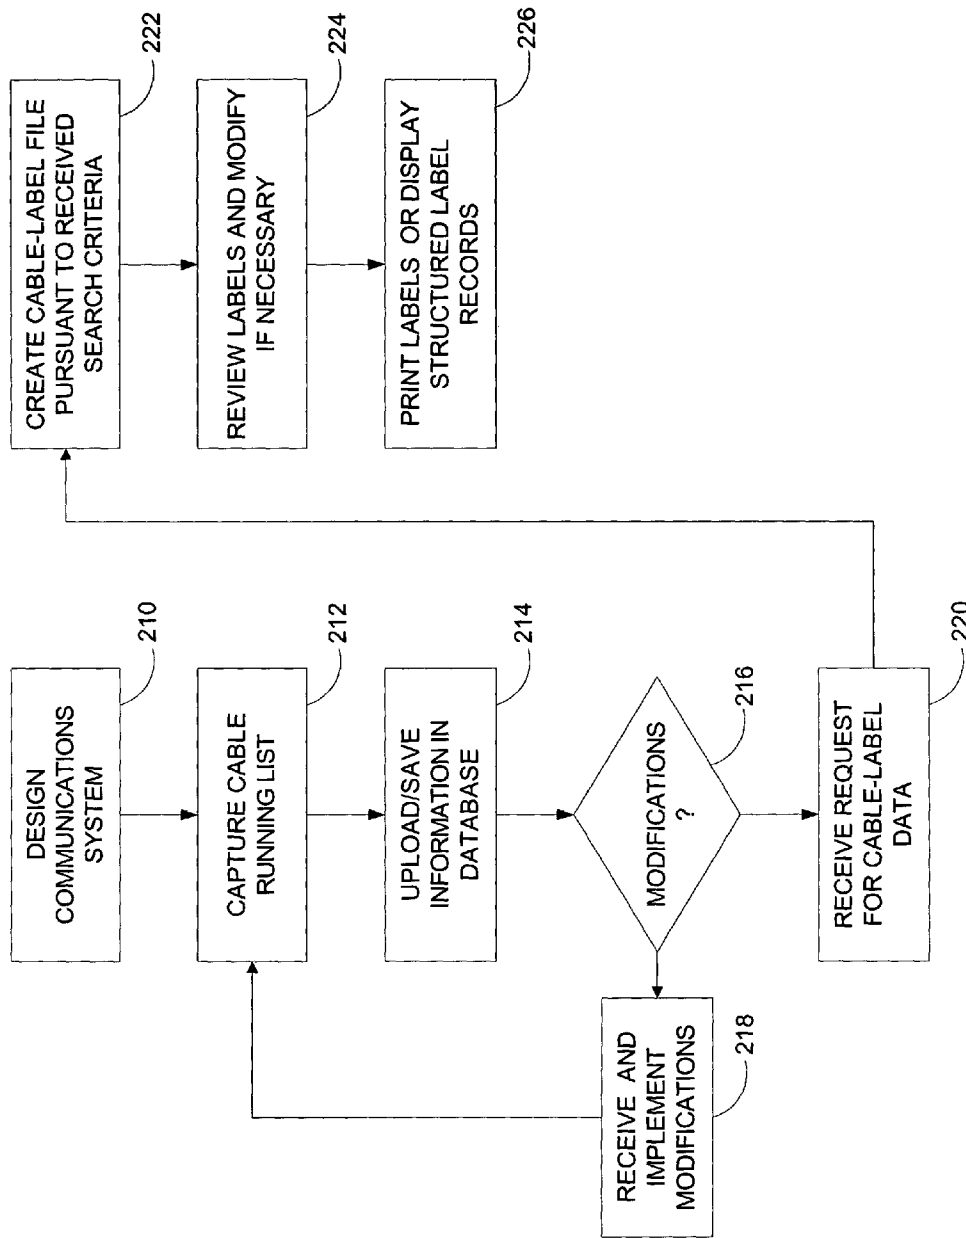 DESIGN
COMMUNICATIONS
SYSTEM
210
CAPTURE CABLE
RUNNING LIST
212
UPLOAD/SAVE
INFORMATION IN
DATABASE
214
MODIFICATIONS
?
216
RECEIVE AND
IMPLEMENT
MODIFICATIONS
218
RECEIVE REQUEST
FOR CABLE-LABEL
DATA
220
CREATE CABLE-LABEL FILE
PURSUANT TO RECEIVED
SEARCH CRITERIA
222
REVIEW LABELS AND MODIFY
IF NECESSARY
224
PRINT LABELS OR DISPLAY
STRUCTURED LABEL
RECORDS
226